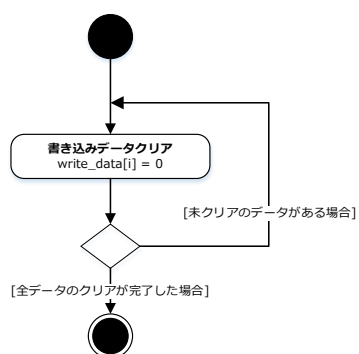 書き込みデータクリア
write_data[i] = 0
[未クリアのデータがある場合]
[全データのクリアが完了した場合]